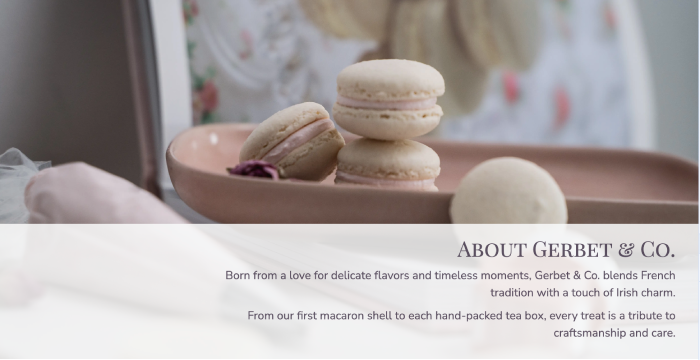 About Gerbet & Co.
Born from a love for delicate flavors and timeless moments, Gerbet & Co. blends French
tradition with a touch of Irish charm.
From our first macaron shell to each hand-packed tea box, every treat is a tribute to
craftsmanship and care.